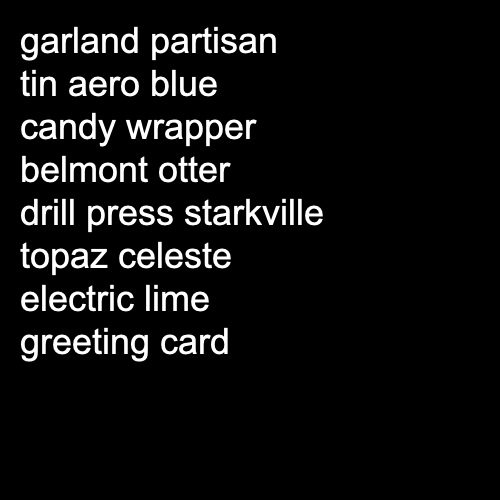 garland partisan
tin aero blue
candy wrapper
belmont otter
drill press starkville
topaz celeste
electric lime
greeting card